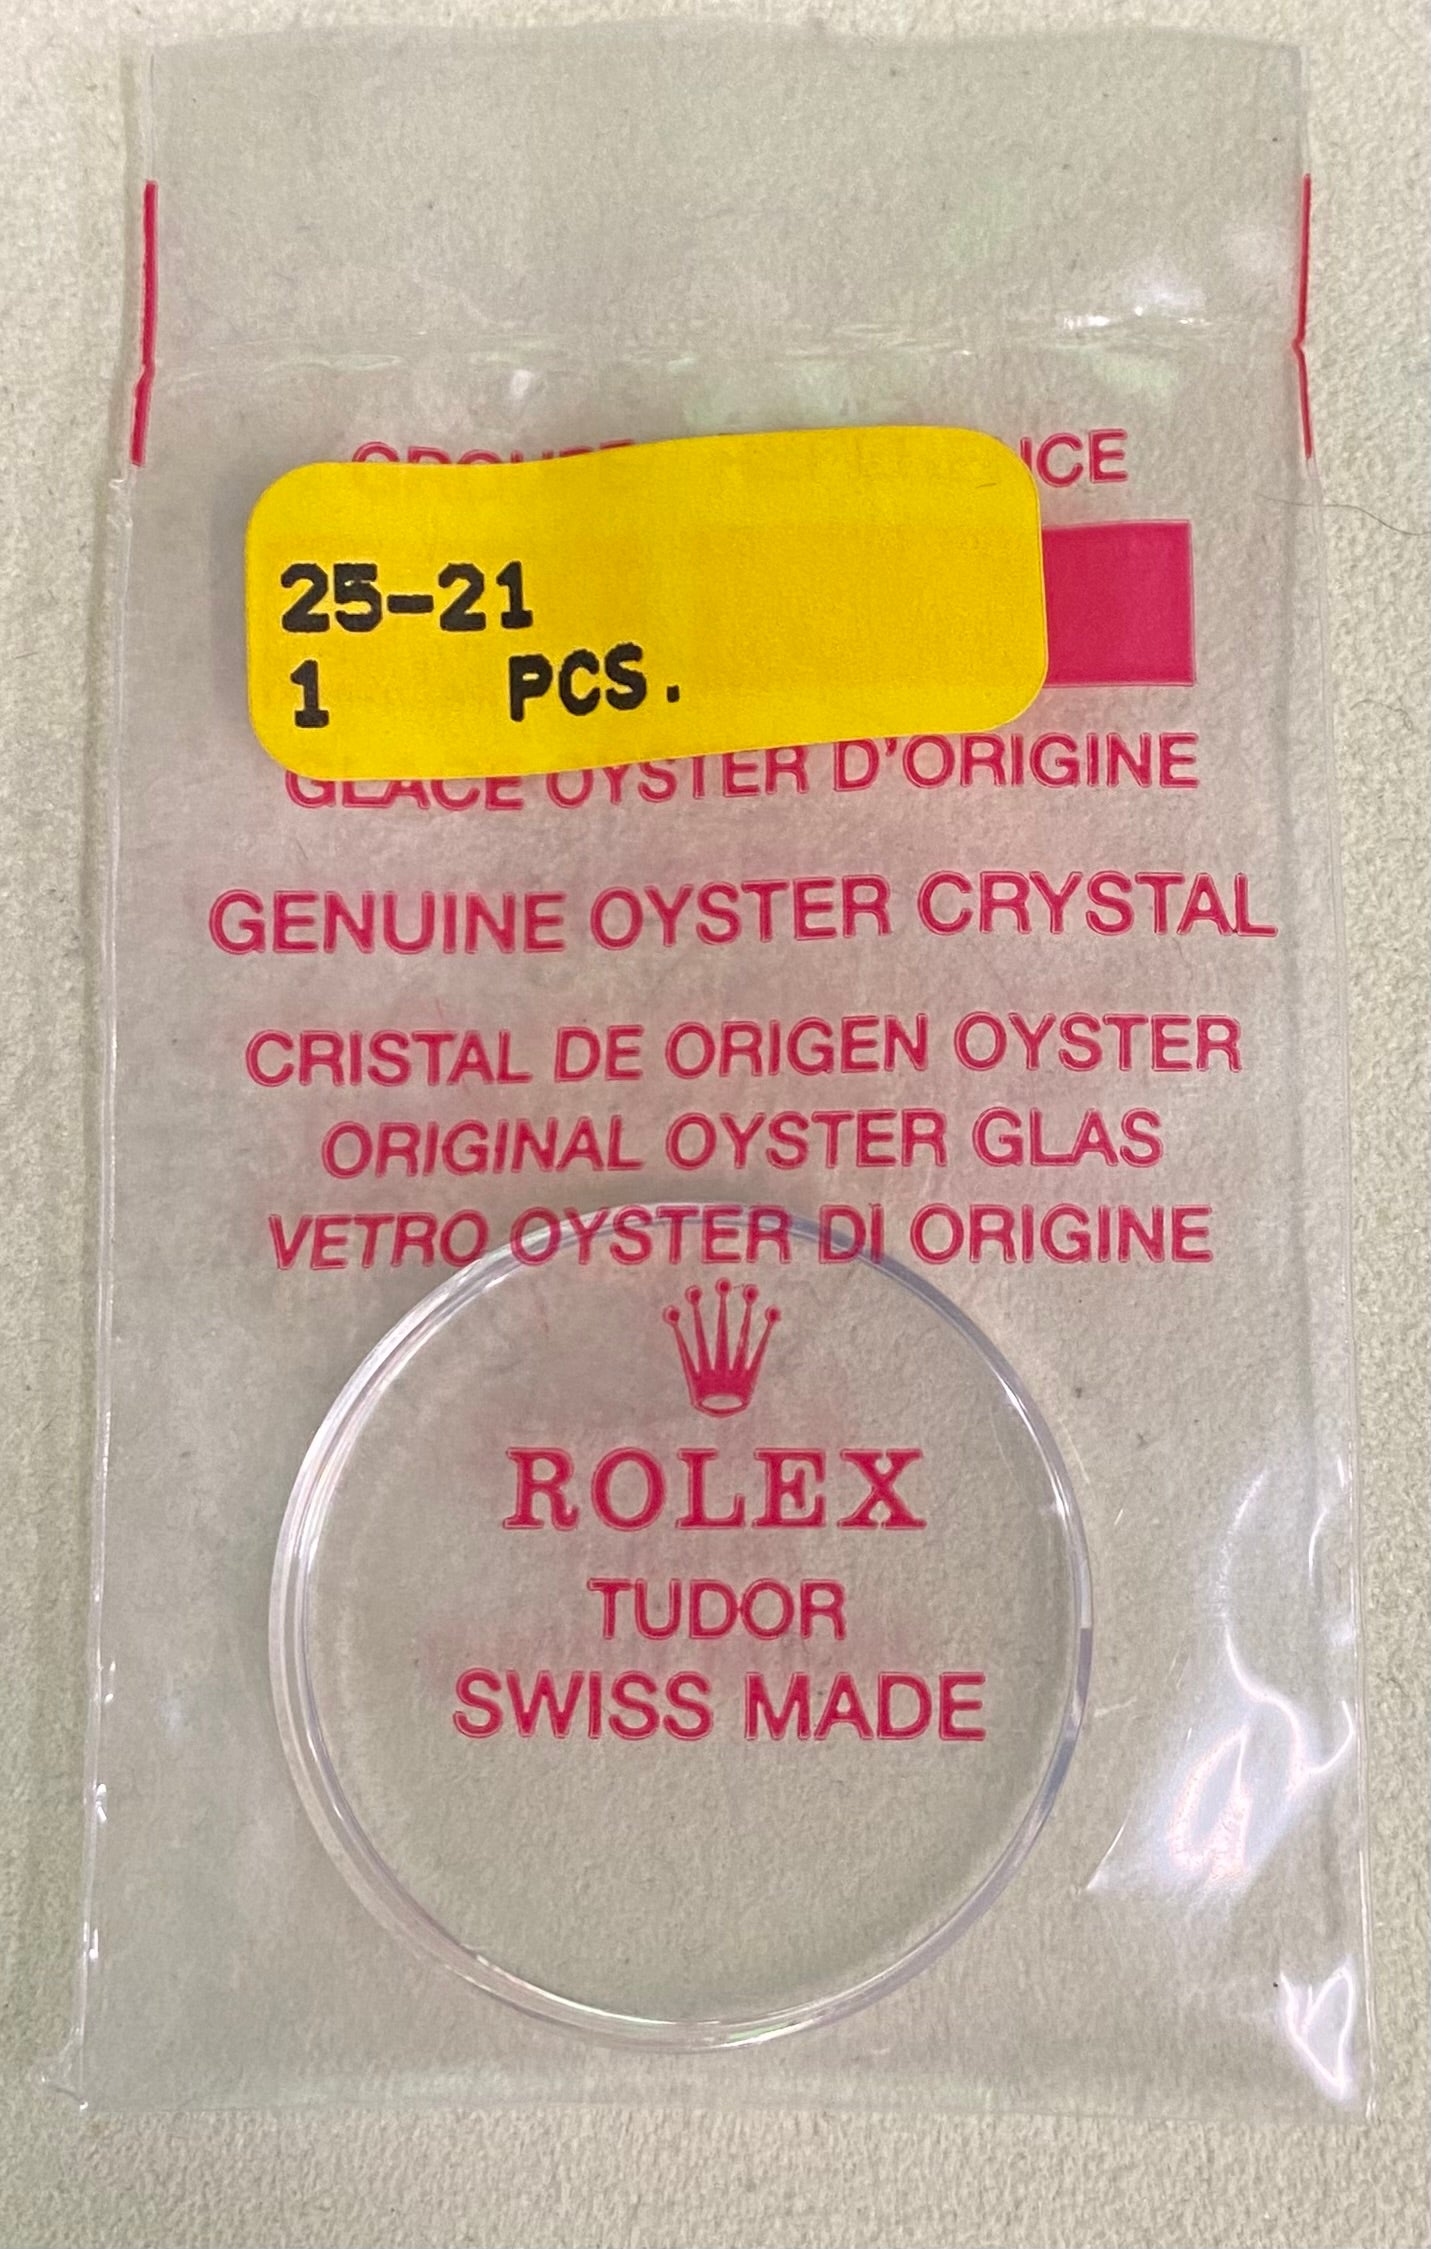 25-21
1 PCS.
GLACE OYSTER D'ORIGINE
GENUINE OYSTER CRYSTAL
CRISTAL DE ORIGEN OYSTER
ORIGINAL OYSTER GLAS
VETRO OYSTER DI ORIGINE
ROLEX
TUDOR
SWISS MADE